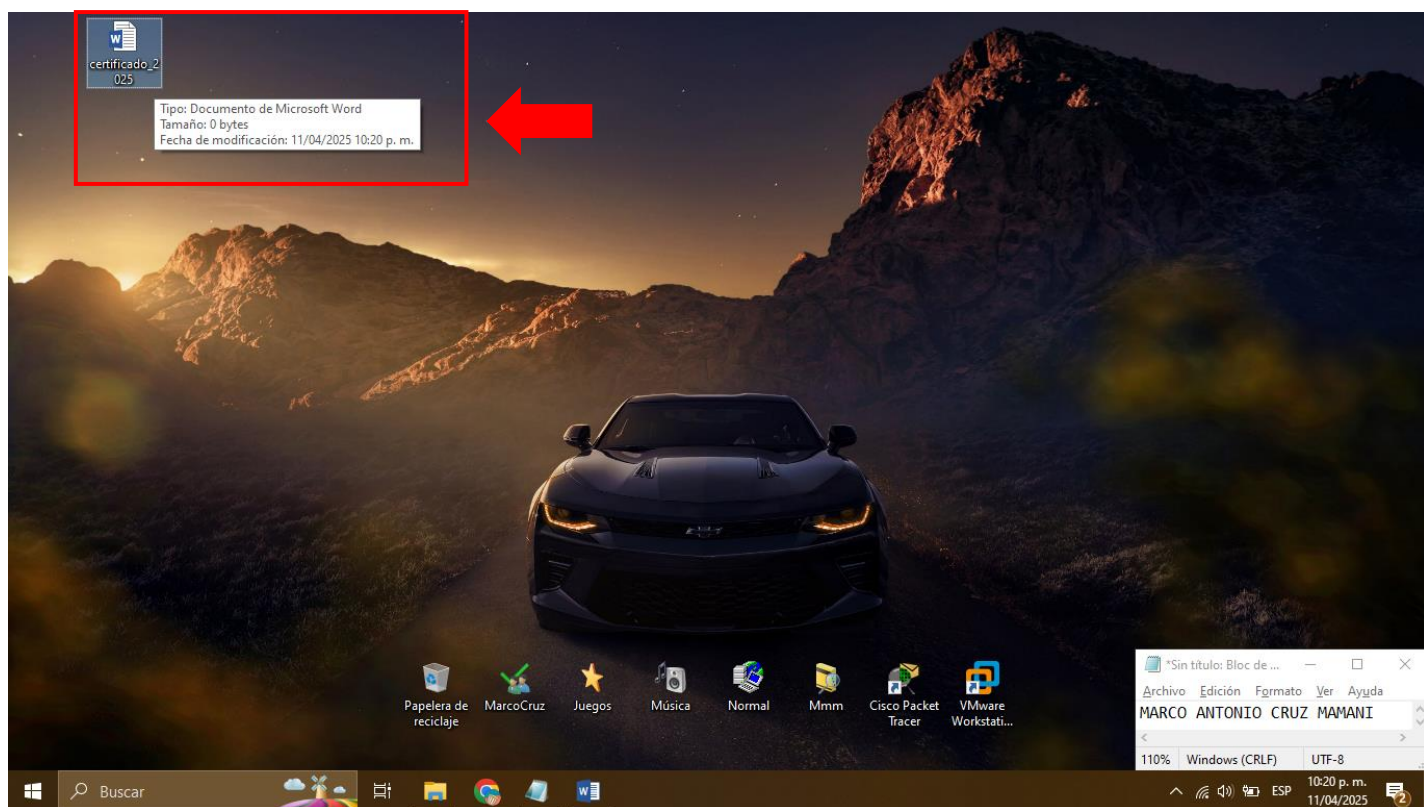 certificado_2
025
Tipo: Documento de Microsoft Word
Tamaño: 0 bytes
Fecha de modificación: 11/04/2025 10:20 p. m.
Papelera de
reciclaje
MarcoCruz
Juegos
Música
Normal
Mmm
Cisco Packet
Tracer
VMware
Workstati...
*Sin título: Bloc de ...
Archivo Edición Formato Ver Ayuda
MARCO ANTONIO CRUZ MAMANI
110% Windows (CRLF) UTF-8
Buscar
ESP
10:20 p. m.
11/04/2025
2